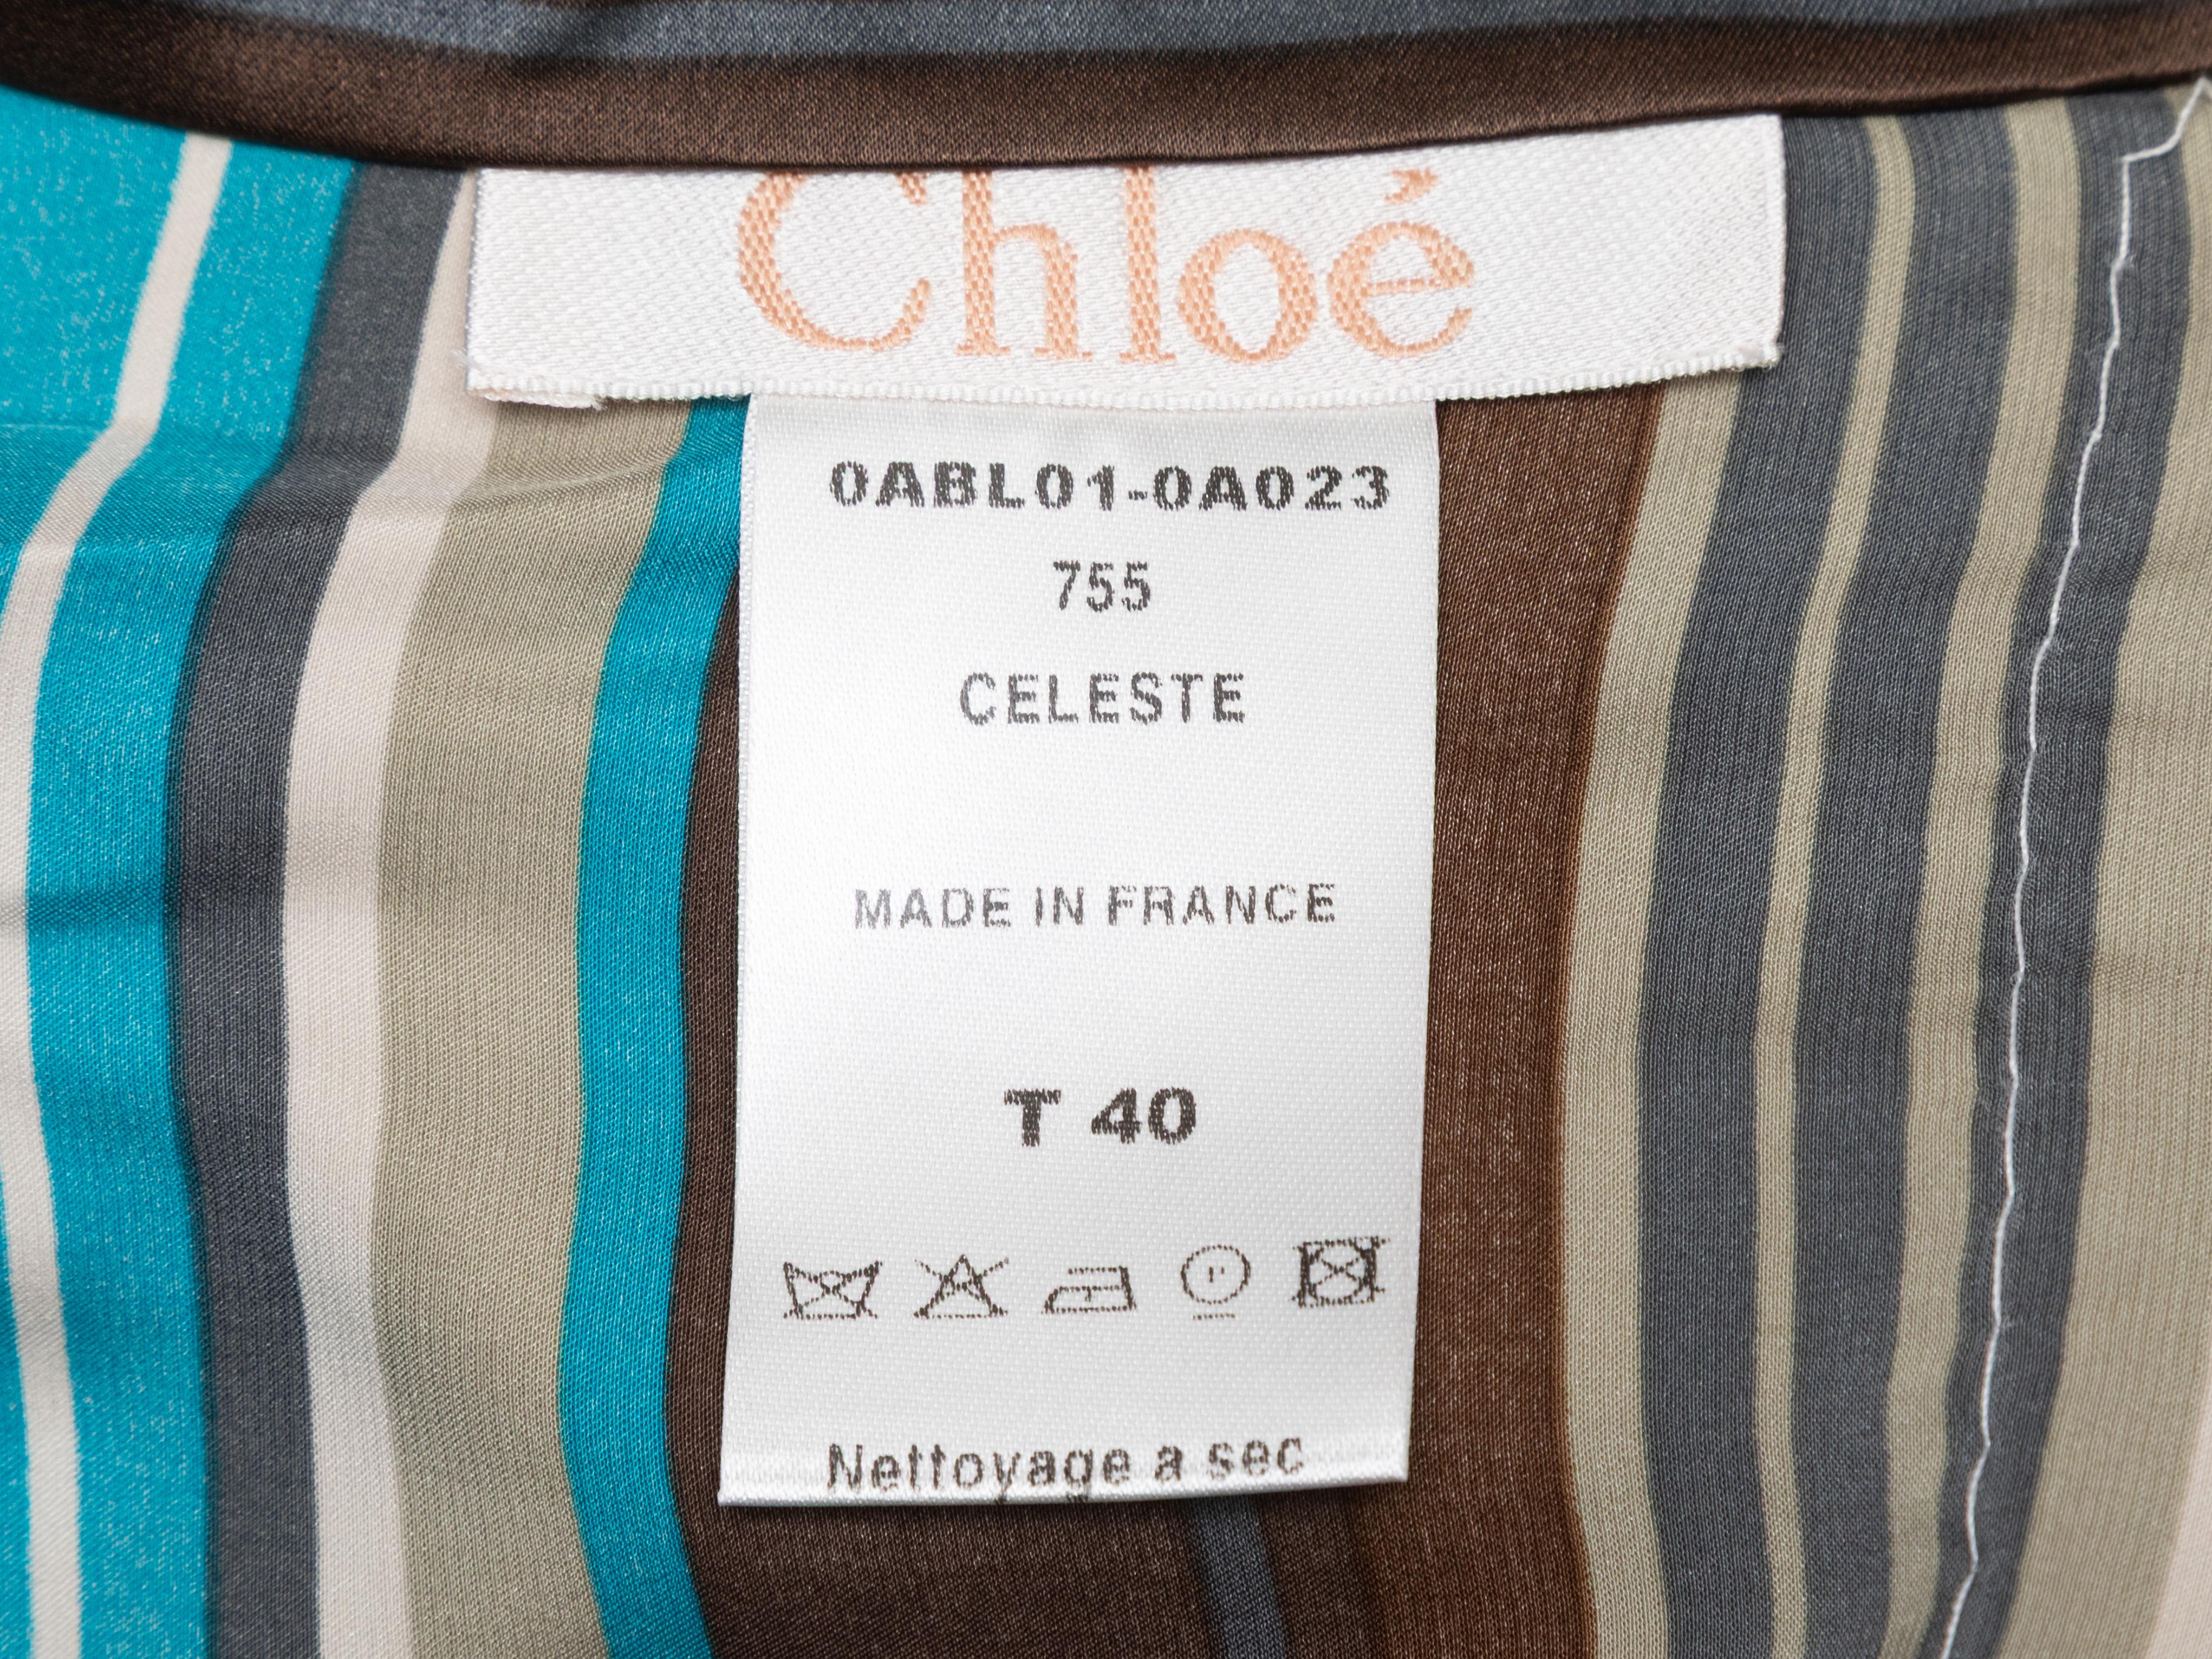 Chloé
0ABL01-0A023
755
CELESTE
MADE IN FRANCE
T 40
Nettoyage a sec